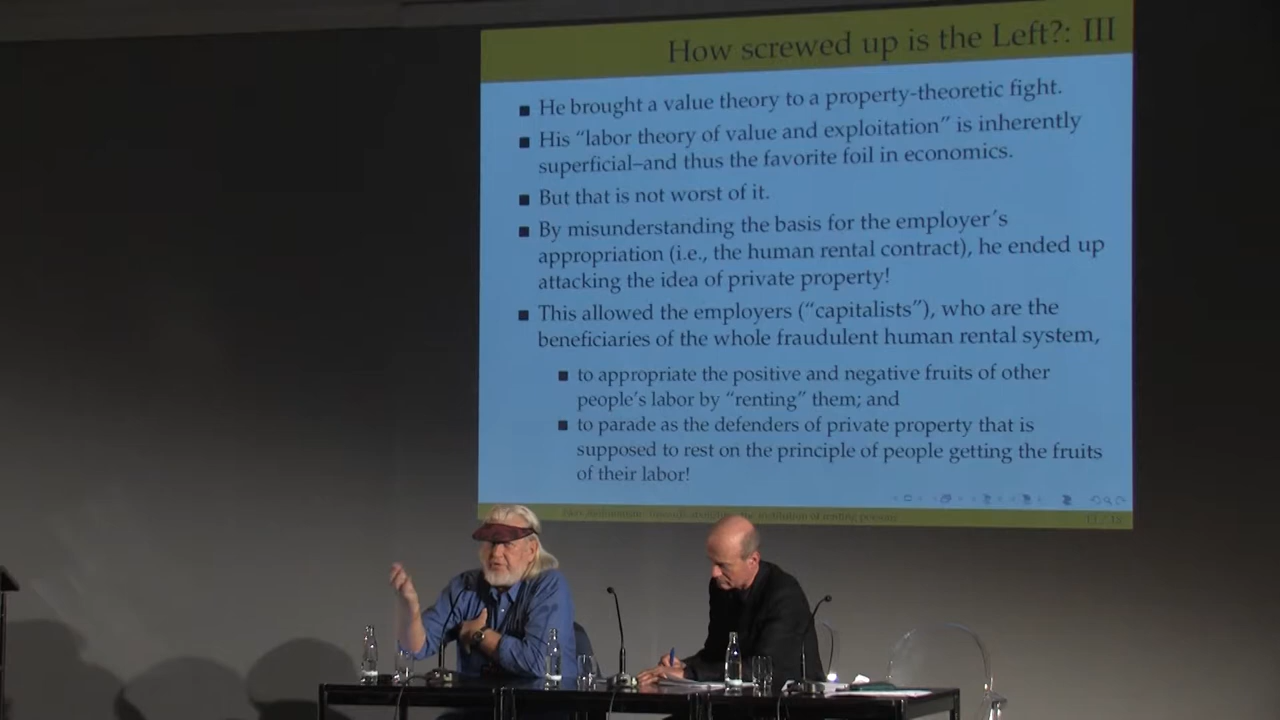 How screwed up is the Left?: III
■ He brought a value theory to a property-theoretic fight.
■ His “labor theory of value and exploitation” is inherently
superficial–and thus the favorite foil in economics.
■ But that is not worst of it.
■ By misunderstanding the basis for the employer's
appropriation (i.e., the human rental contract), he ended up
attacking the idea of private property!
■ This allowed the employers (“capitalists”), who are the
beneficiaries of the whole fraudulent human rental system,
■ to appropriate the positive and negative fruits of other
people's labor by “renting” them; and
■ to parade as the defenders of private property that is
supposed to rest on the principle of people getting the fruits
of their labor!
the institution of renting persons